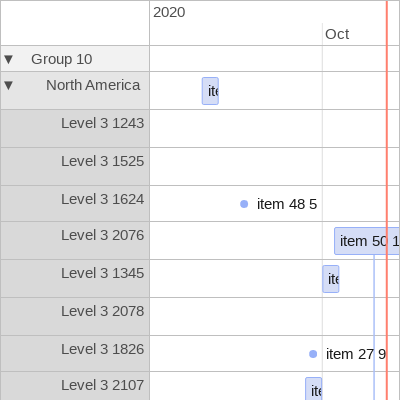 2020
Oct
▼ Group 10
▼ North America
ite
Level 3 1243
Level 3 1525
Level 3 1624
item 48 5
Level 3 2076
item 50 1
Level 3 1345
ite
Level 3 2078
Level 3 1826
item 27 9
Level 3 2107
ite